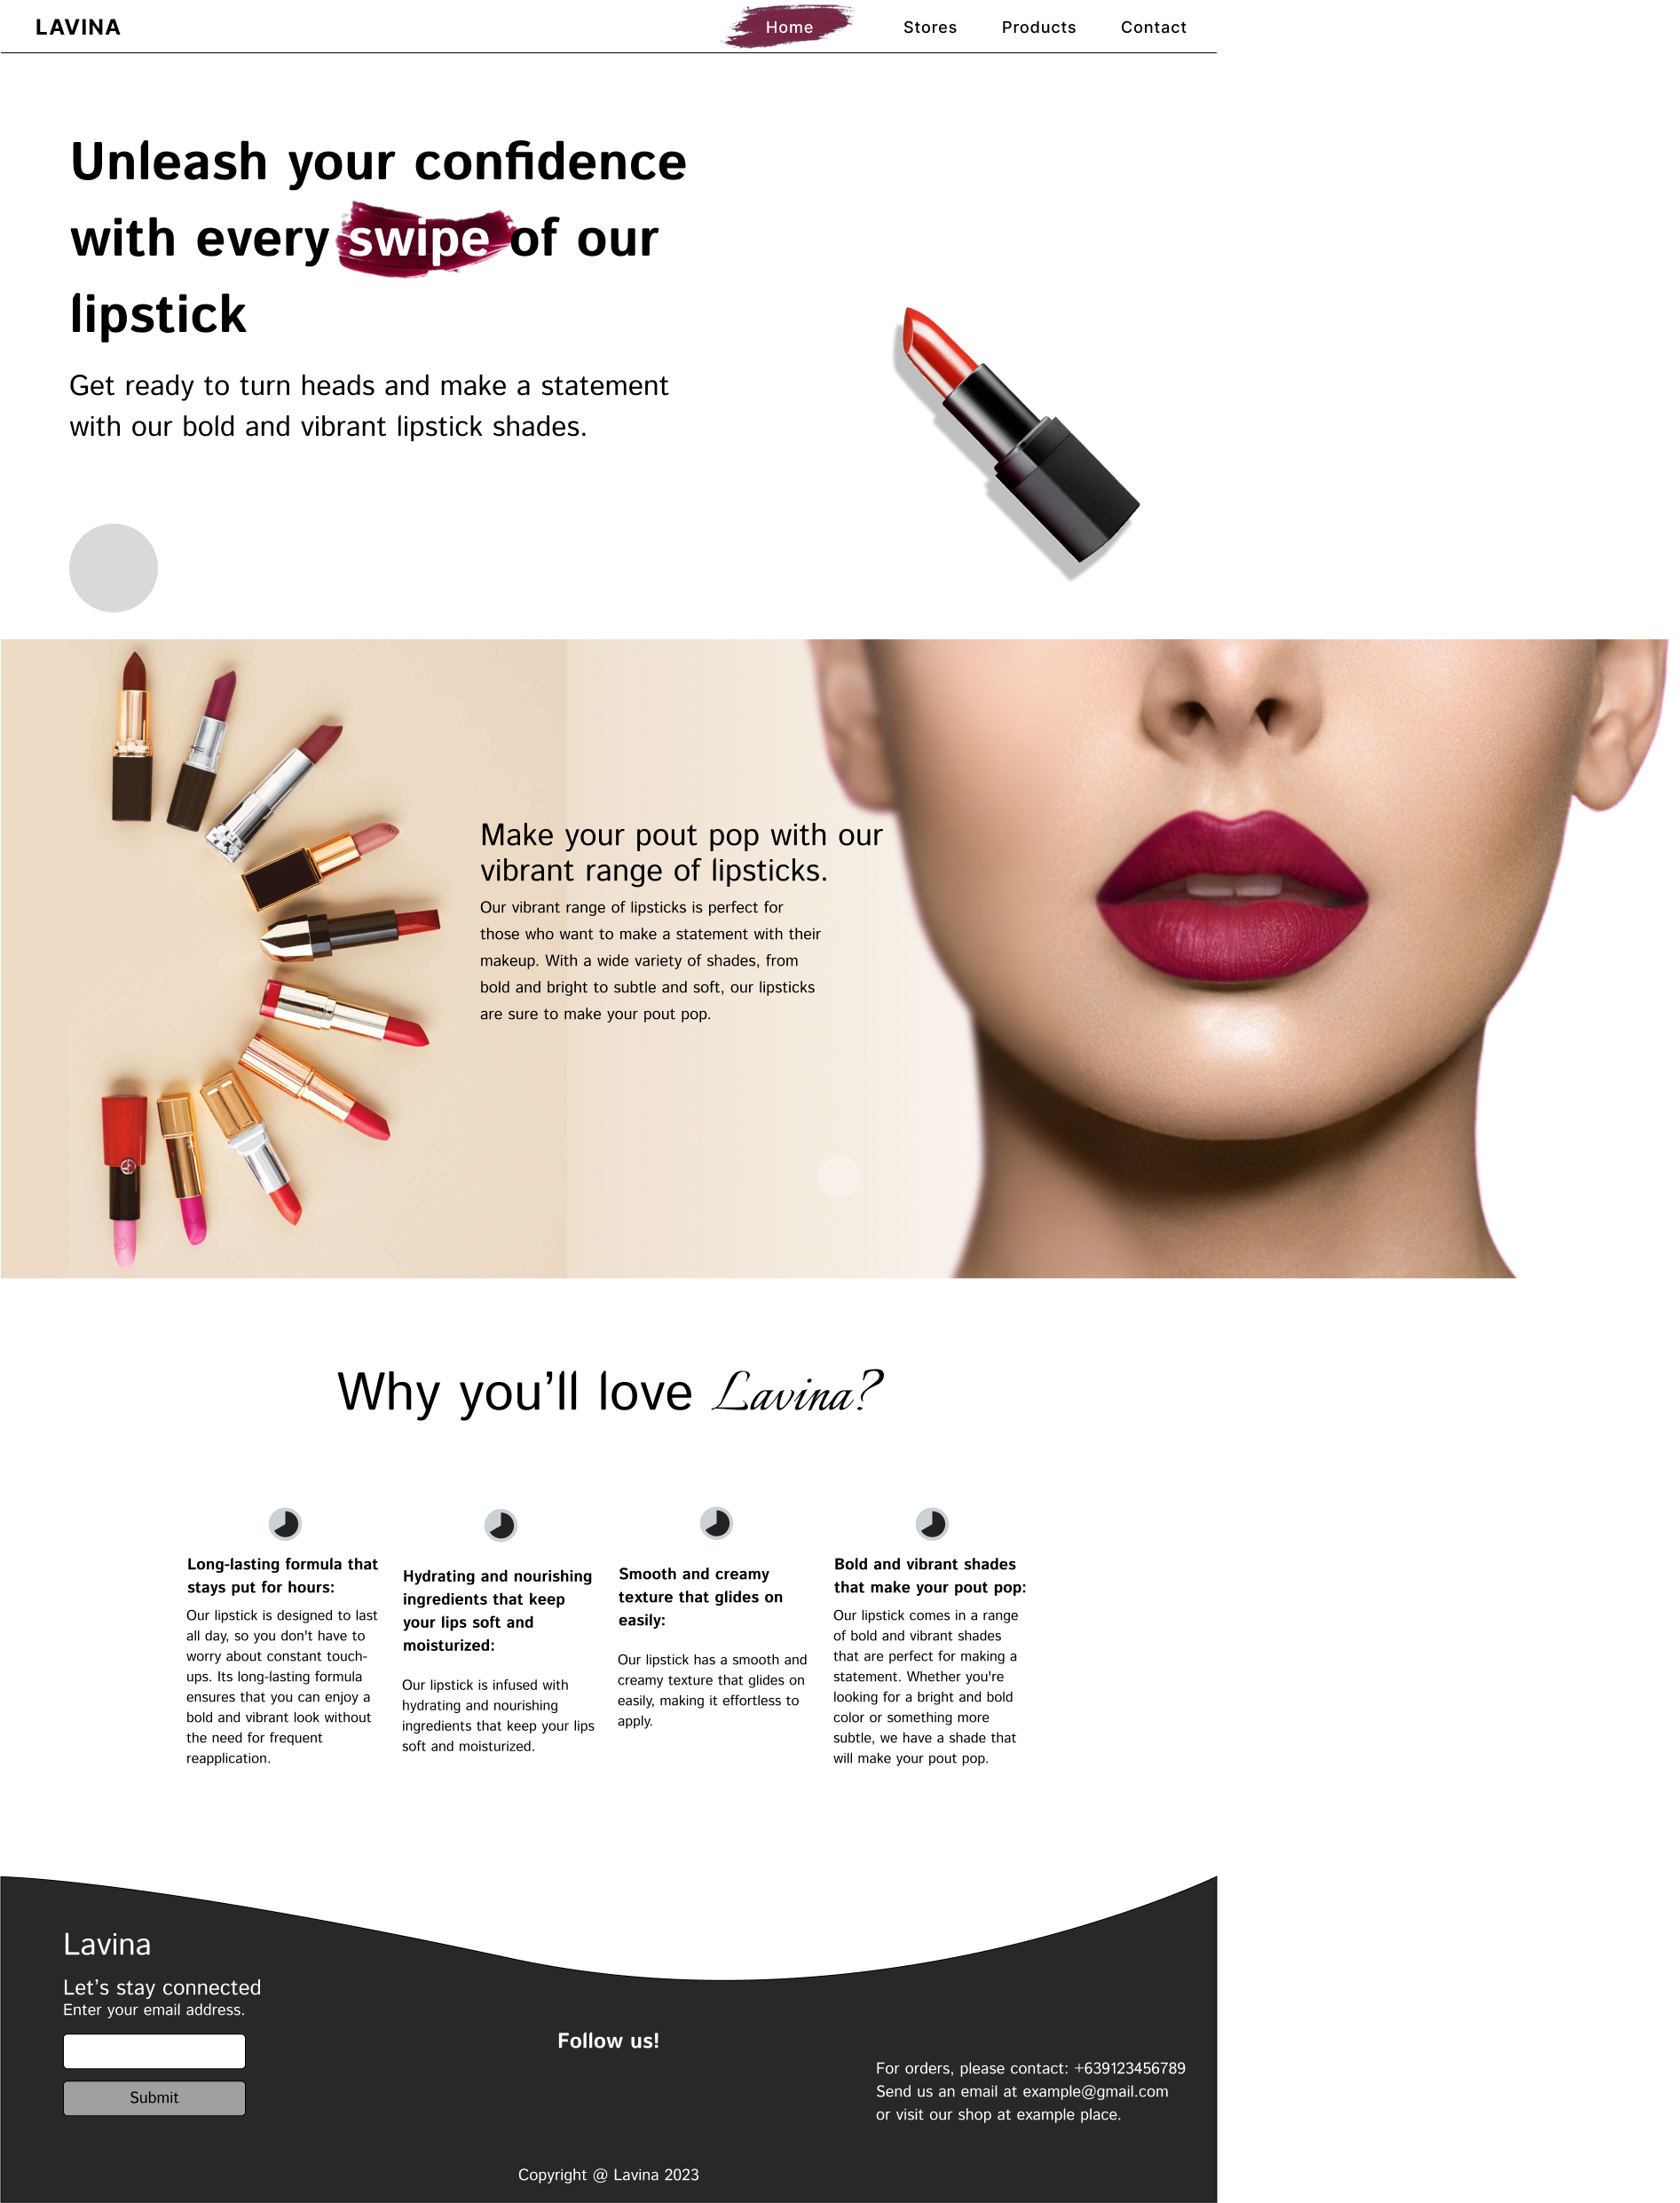 LAVINA
Home
Stores
Products
Contact
Unleash your confidence
with every swipe of our
lipstick
Get ready to turn heads and make a statement
with our bold and vibrant lipstick shades.
Make your pout pop with our
vibrant range of lipsticks.
Our vibrant range of lipsticks is perfect for
those who want to make a statement with their
makeup. With a wide variety of shades, from
bold and bright to subtle and soft, our lipsticks
are sure to make your pout pop.
Why you’ll love Lavina?
Long-lasting formula that
stays put for hours:
Our lipstick is designed to last
all day, so you don't have to
worry about constant touch-
ups. Its long-lasting formula
ensures that you can enjoy a
bold and vibrant look without
the need for frequent
reapplication.
Hydrating and nourishing
ingredients that keep
your lips soft and
moisturized:
Our lipstick is infused with
hydrating and nourishing
ingredients that keep your lips
soft and moisturized.
Smooth and creamy
texture that glides on
easily:
Our lipstick has a smooth and
creamy texture that glides on
easily, making it effortless to
apply.
Bold and vibrant shades
that make your pout pop:
Our lipstick comes in a range
of bold and vibrant shades
that are perfect for making a
statement. Whether you're
looking for a bright and bold
color or something more
subtle, we have a shade that
will make your pout pop.
Lavina
Let’s stay connected
Enter your email address.
Submit
Follow us!
For orders, please contact: +639123456789
Send us an email at example@gmail.com
or visit our shop at example place.
Copyright @ Lavina 2023